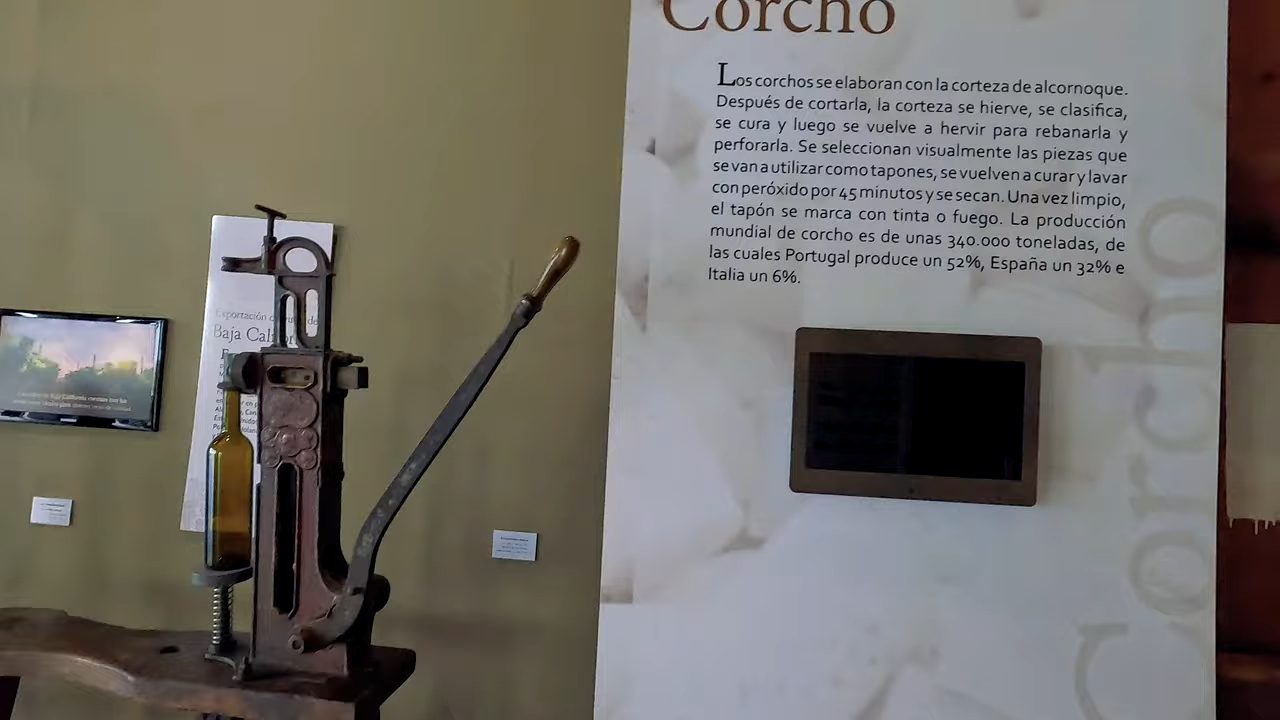 Corcho
Los corchos se elaboran con la corteza de alcornoque.
Después de cortarla, la corteza se hierve, se clasifica,
se cura y luego se vuelve a hervir para rebanarla y
perforarla. Se seleccionan visualmente las piezas que
se van a utilizar como tapones, se vuelven a curar y lavar
con peróxido por 45 minutos y se secan. Una vez limpio,
el tapón se marca con tinta o fuego. La producción
mundial de corcho es de unas 340.000 toneladas, de
las cuales Portugal produce un 52%, España un 32% e
Italia un 6%.
Corcho
Exportación
Baja Califor